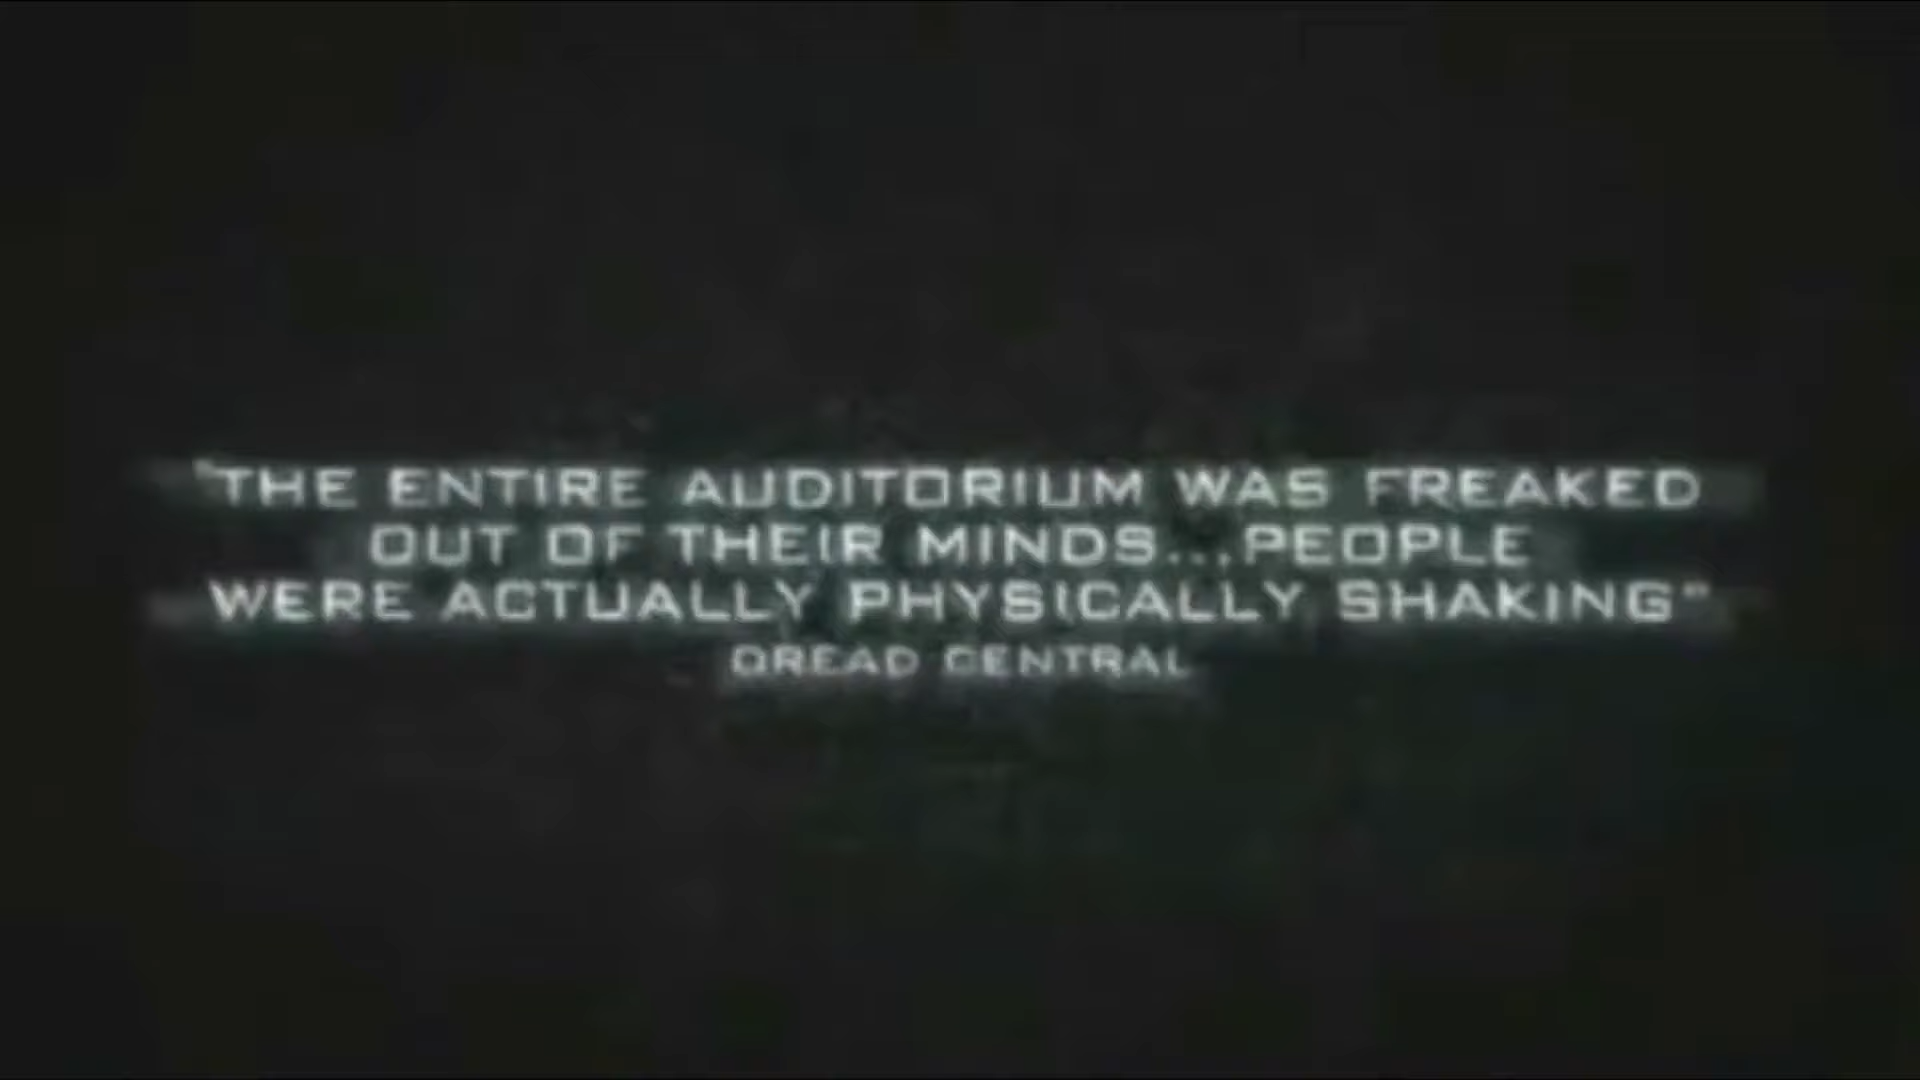 "THE ENTIRE AUDITORIUM WAS FREAKED
OUT OF THEIR MINDS...PEOPLE
WERE ACTUALLY PHYSICALLY SHAKING"
DREAD CENTRAL